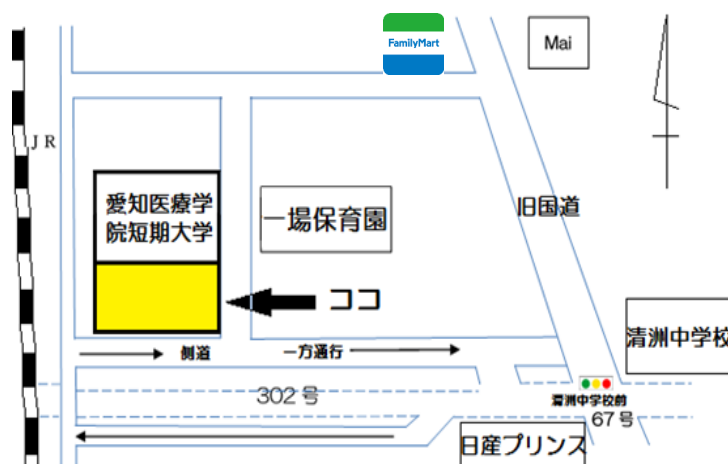 FamilyMart
Mai
JR
愛知医療学
院短期大学
一場保育園
旧国道
ココ
清洲中学校
側道
一方通行
302号
清洲中学校前
67号
日産プリンス